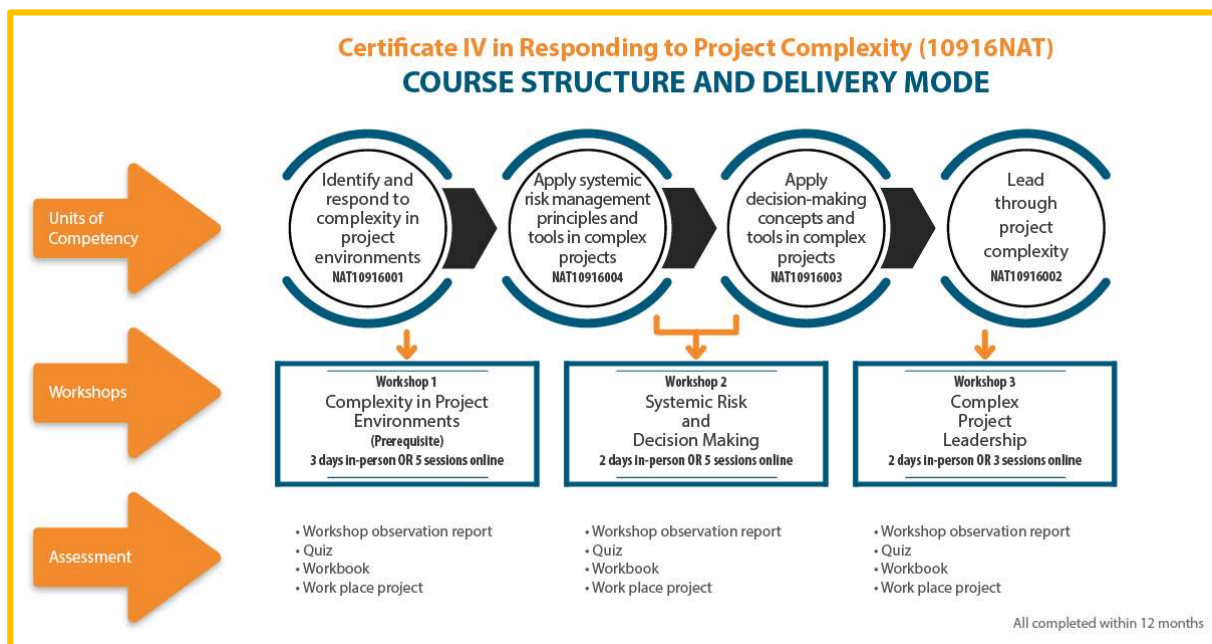 Certificate IV in Responding to Project Complexity (10916NAT)
COURSE STRUCTURE AND DELIVERY MODE
Units of
Competency
Identify and
respond to
complexity in
project
environments
NAT10916001
Apply systemic
risk management
principles and
tools in complex
projects
NAT10916004
Apply
decision-making
concepts and
tools in complex
projects
NAT10916003
Lead
through
project
complexity
NAT10916002
Workshops
Workshop 1
Complexity in Project
Environments
(Prerequisite)
3 days in-person OR 5 sessions online
Workshop 2
Systemic Risk
and
Decision Making
2 days in-person OR 5 sessions online
Workshop 3
Complex
Project
Leadership
2 days in-person OR 3 sessions online
Assessment
• Workshop observation report
• Quiz
• Workbook
• Work place project
• Workshop observation report
• Quiz
• Workbook
• Work place project
• Workshop observation report
• Quiz
• Workbook
• Work place project
All completed within 12 months